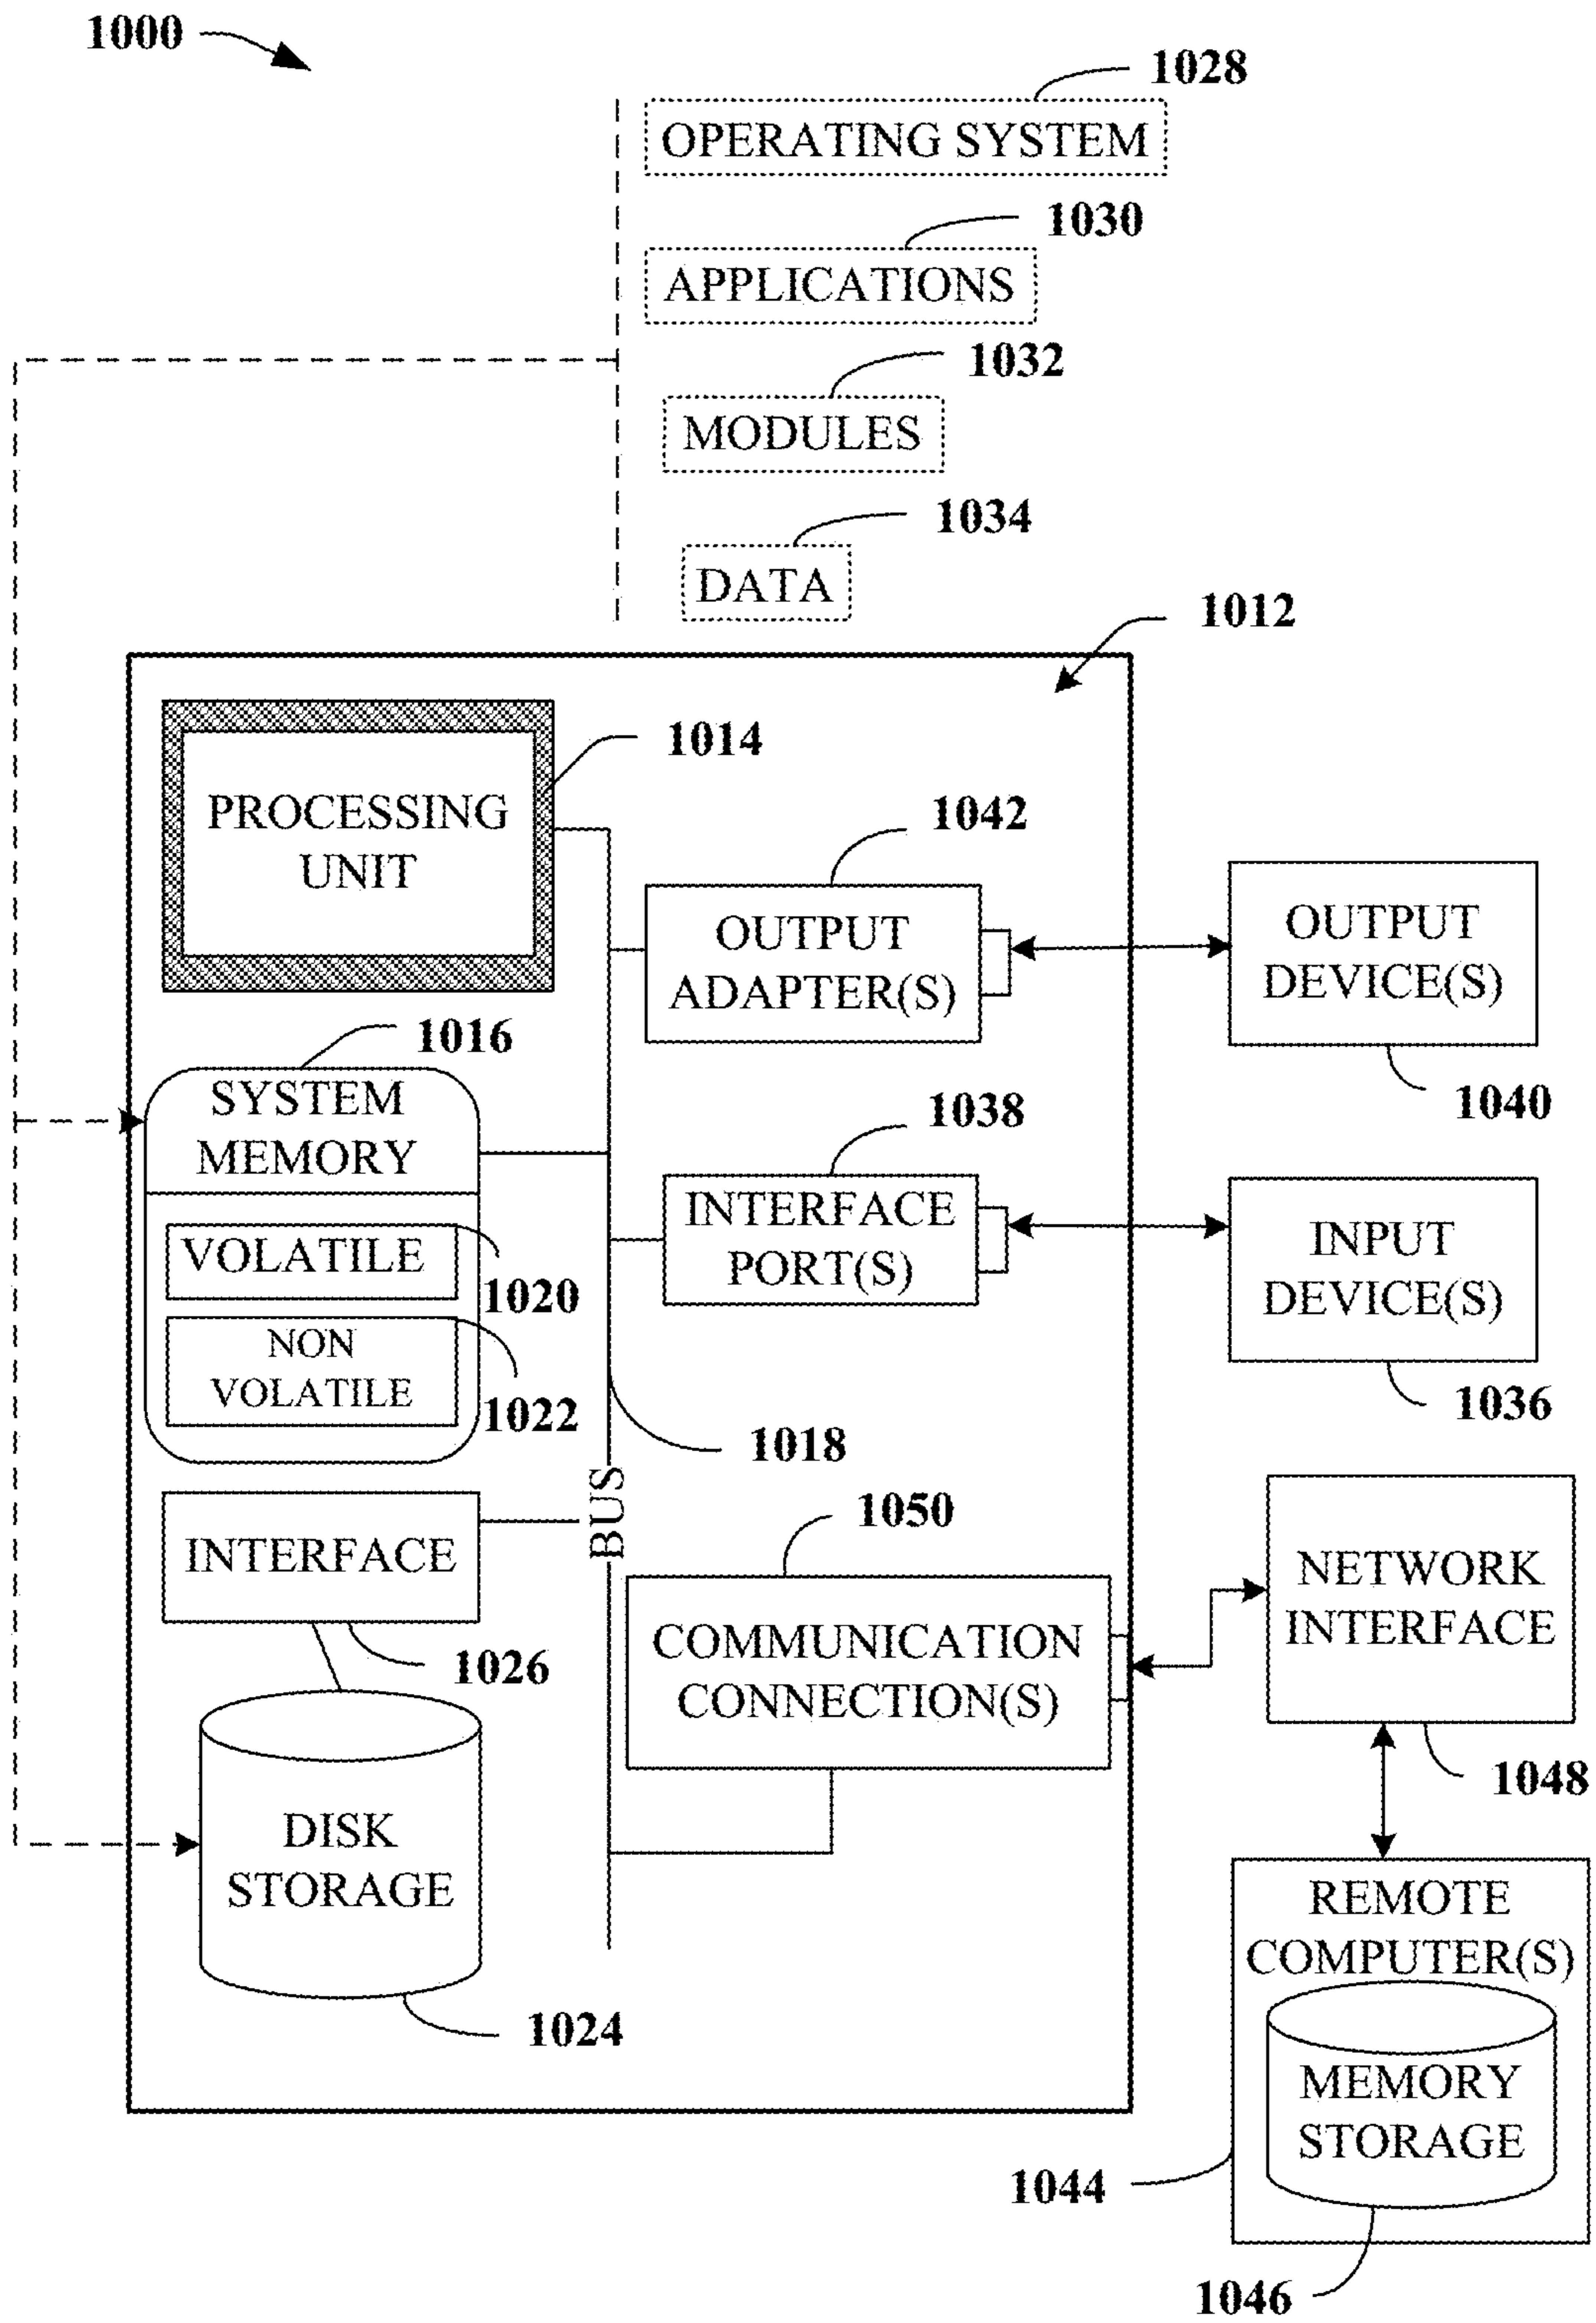 1000
1028
OPERATING SYSTEM
1030
APPLICATIONS
1032
MODULES
1034
DATA
1012
1014
PROCESSING
UNIT
1042
OUTPUT
ADAPTER(S)
OUTPUT
DEVICE(S)
1040
1016
SYSTEM
MEMORY
VOLATILE
1020
NON
VOLATILE
1022
1038
INTERFACE
PORT(S)
INPUT
DEVICE(S)
1036
1018
BUS
INTERFACE
1026
1050
COMMUNICATION
CONNECTION(S)
NETWORK
INTERFACE
1048
DISK
STORAGE
1024
REMOTE
COMPUTER(S)
MEMORY
STORAGE
1044
1046